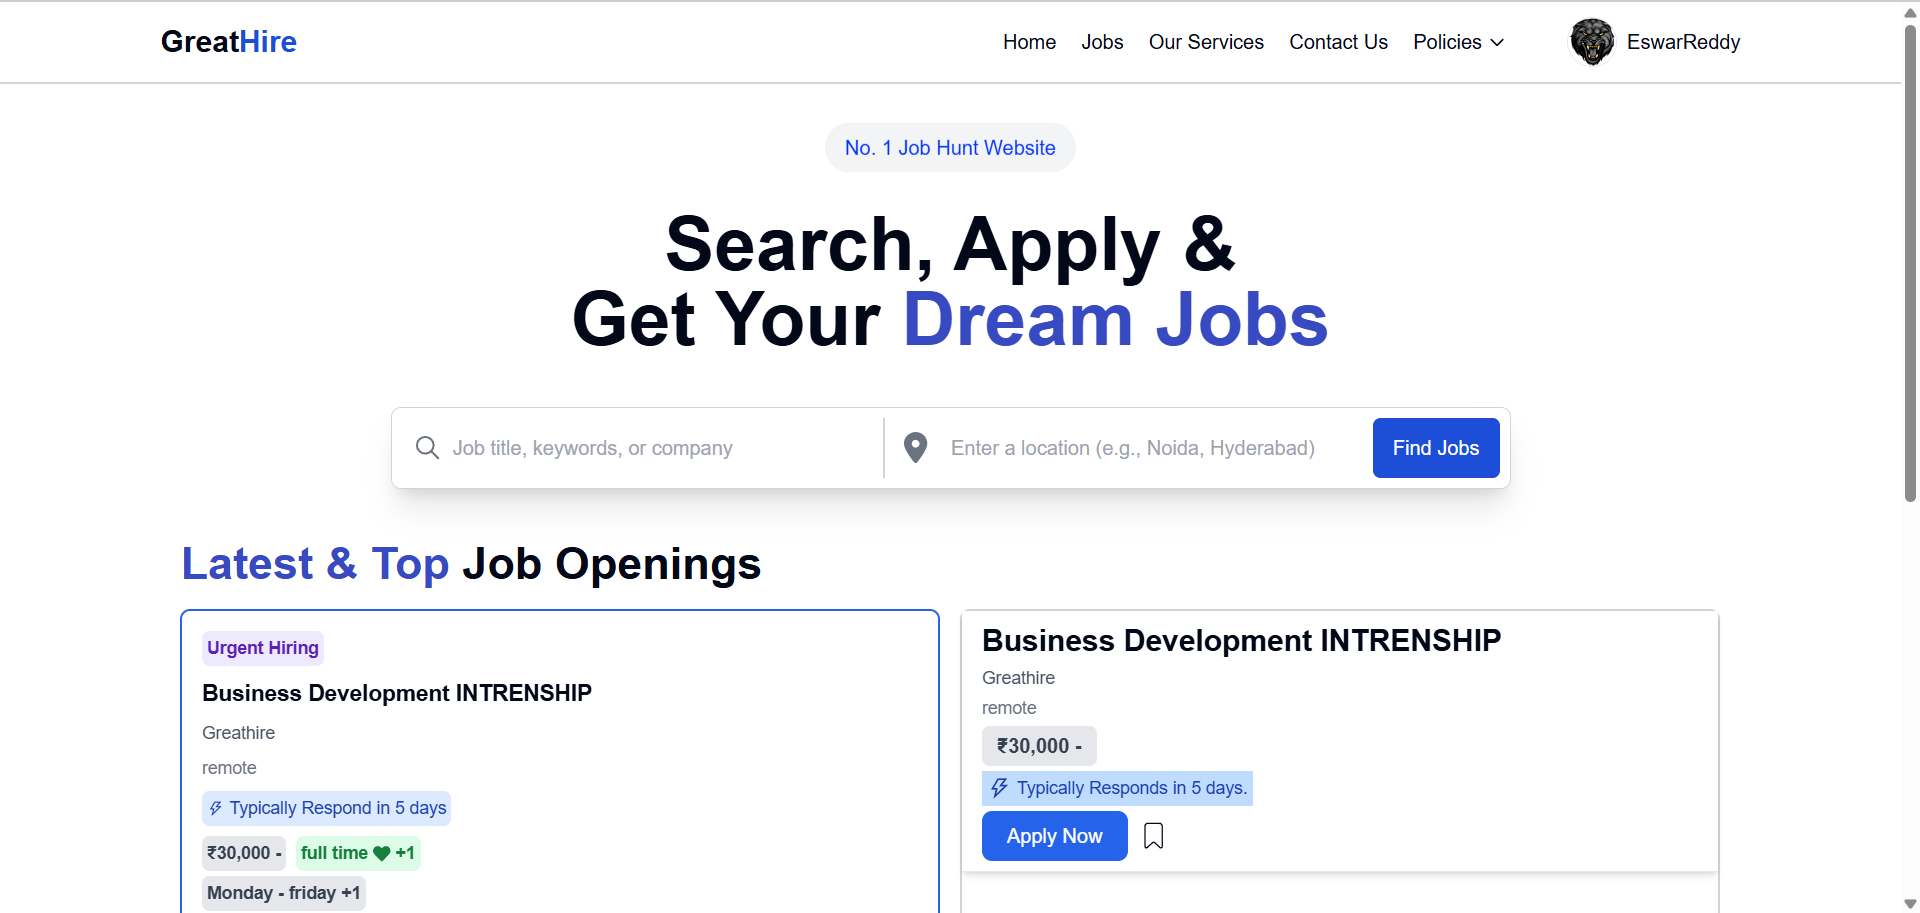 GreatHire
Home Jobs Our Services Contact Us Policies EswarReddy
No. 1 Job Hunt Website
Search, Apply &
Get Your Dream Jobs
Job title, keywords, or company Enter a location (e.g., Noida, Hyderabad) Find Jobs
Latest & Top Job Openings
Urgent Hiring
Business Development INTRENSHIP
Greathire
remote
Typically Respond in 5 days
₹30,000 - full time +1
Monday - friday +1
Business Development INTRENSHIP
Greathire
remote
₹30,000 -
Typically Responds in 5 days.
Apply Now